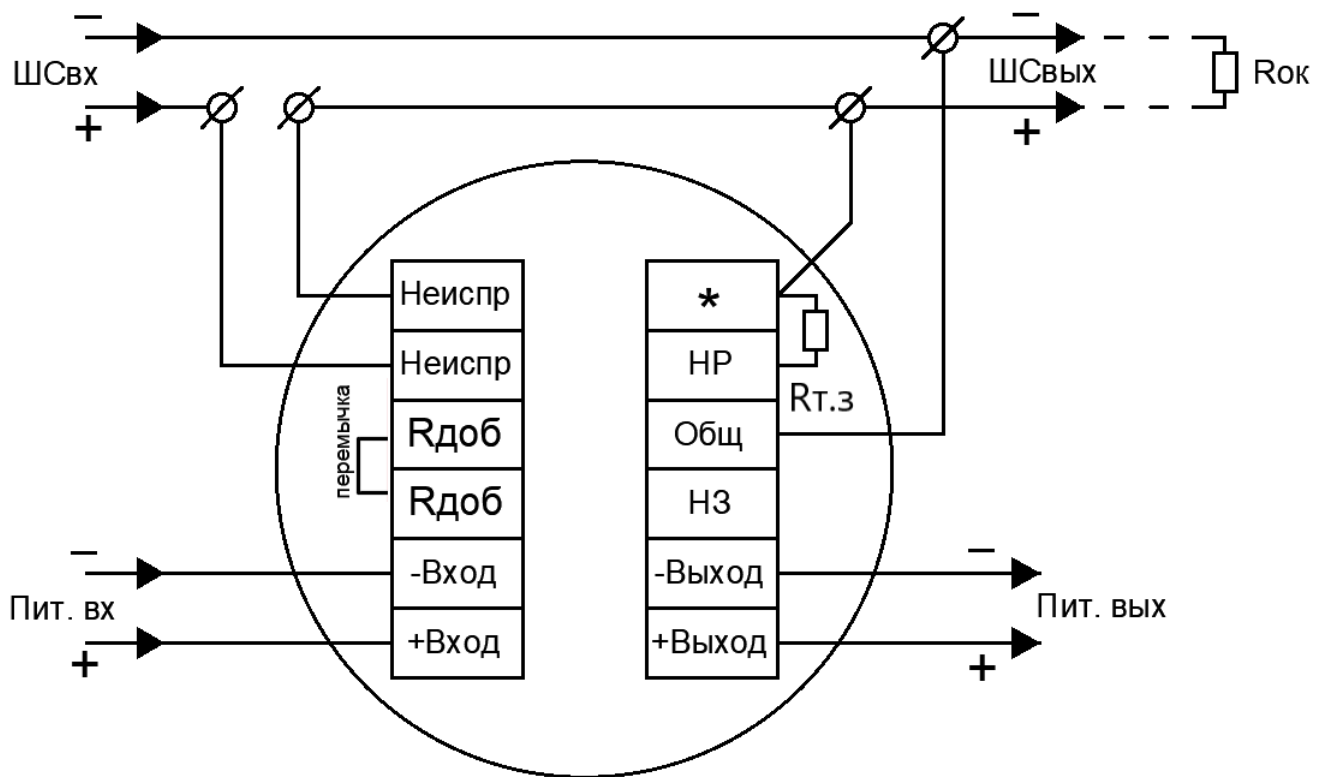 −
−
ШСвх
ШСвых
Rок
+
+
Неиспр
*
Неиспр
НР
Rт.з
перемычка
Rдоб
Общ
Rдоб
НЗ
−
−
-Вход
-Выход
Пит. вх
Пит. вых
+Вход
+Выход
+
+